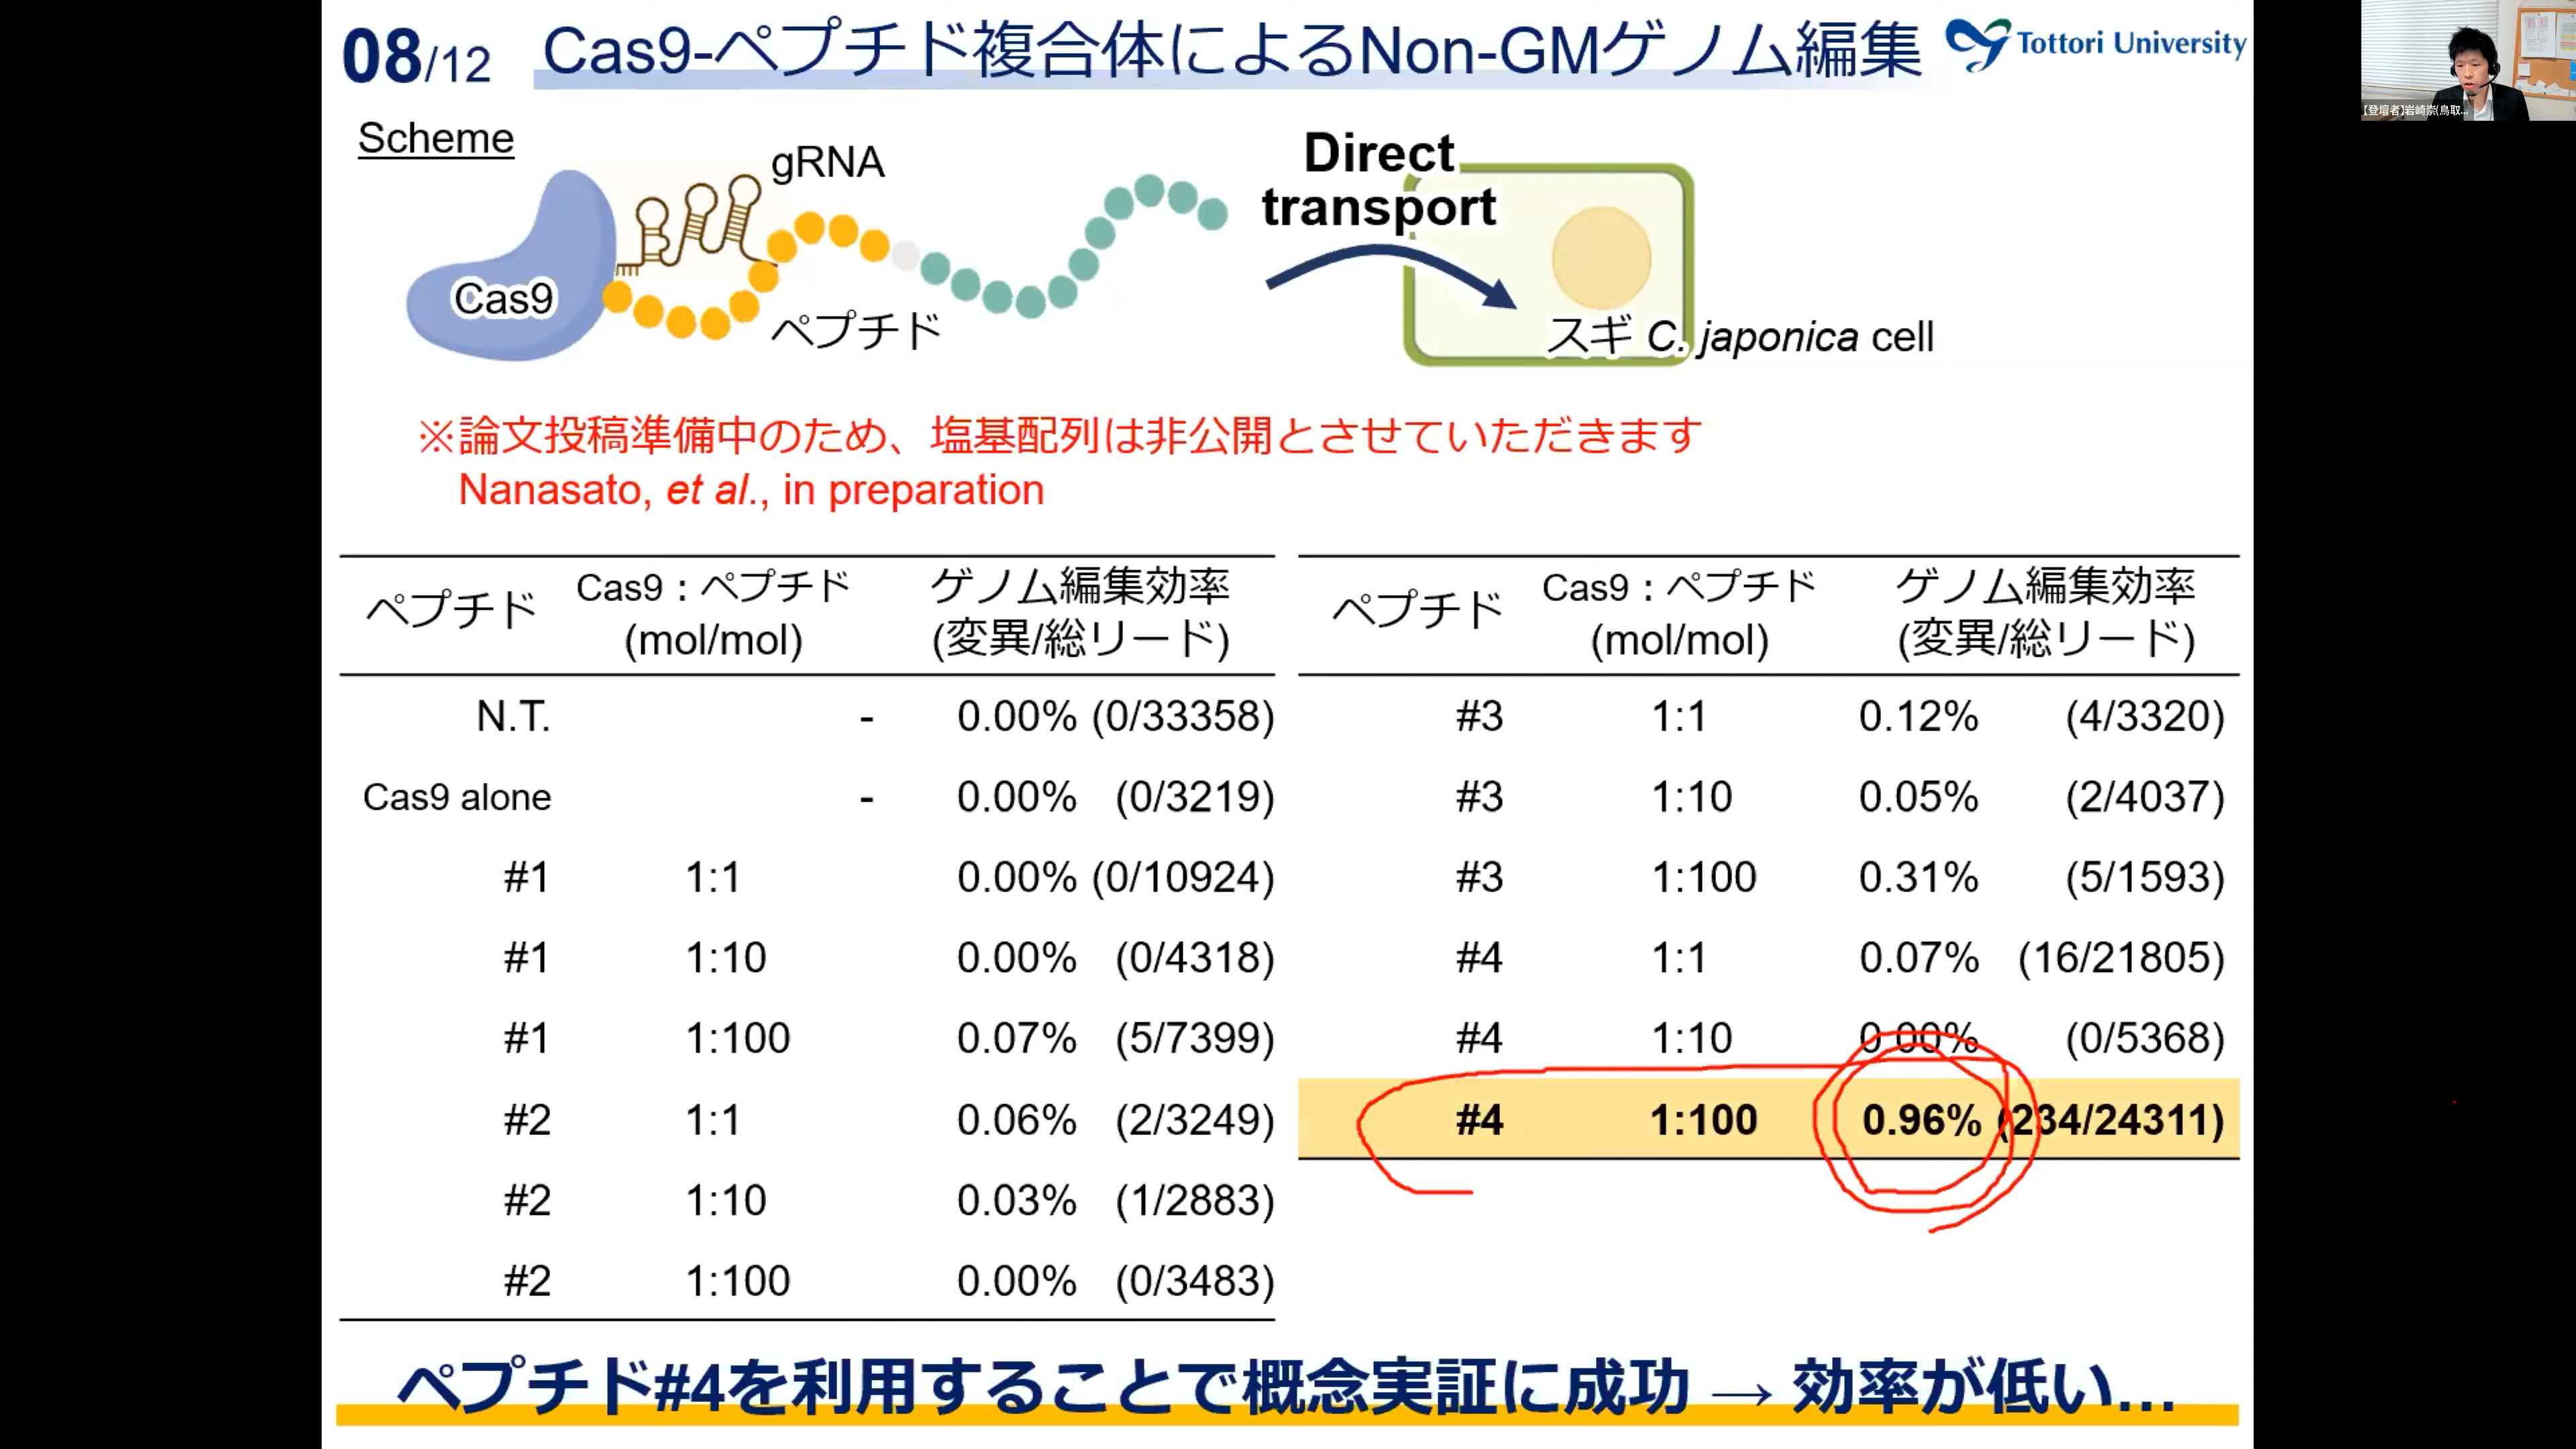 08/12
Cas9-ペプチド複合体によるNon-GMゲノム編集
Tottori University
【登壇者】岩崎崇(鳥取...
Scheme
gRNA
Cas9
ペプチド
Direct
transport
スギ C. japonica cell
※論文投稿準備中のため、塩基配列は非公開とさせていただきます
Nanasato, et al., in preparation
ペプチド Cas9：ペプチド (mol/mol) ゲノム編集効率 (変異/総リード)
N.T. - 0.00% (0/33358)
Cas9 alone - 0.00% (0/3219)
#1 1:1 0.00% (0/10924)
#1 1:10 0.00% (0/4318)
#1 1:100 0.07% (5/7399)
#2 1:1 0.06% (2/3249)
#2 1:10 0.03% (1/2883)
#2 1:100 0.00% (0/3483)
ペプチド Cas9：ペプチド (mol/mol) ゲノム編集効率 (変異/総リード)
#3 1:1 0.12% (4/3320)
#3 1:10 0.05% (2/4037)
#3 1:100 0.31% (5/1593)
#4 1:1 0.07% (16/21805)
#4 1:10 0.00% (0/5368)
#4 1:100 0.96% (234/24311)
ペプチド#4を利用することで概念実証に成功 → 効率が低い...